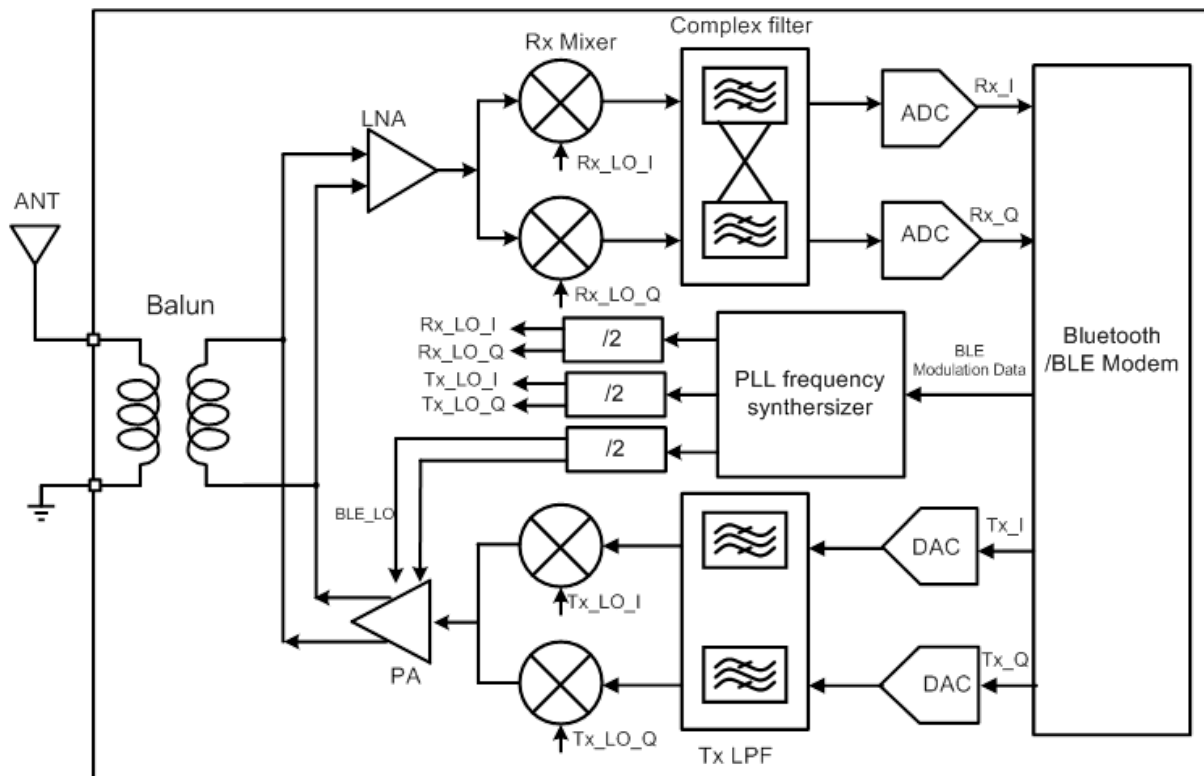 Complex filter
Rx Mixer
LNA
ADC
Rx_I
Rx_LO_I
ANT
ADC
Rx_Q
Rx_LO_Q
Balun
Rx_LO_I
Rx_LO_Q
/2
Tx_LO_I
Tx_LO_Q
/2
/2
PLL frequency
synthersizer
BLE
Modulation Data
Bluetooth
/BLE Modem
BLE_LO
Tx_LO_I
DAC
Tx_I
PA
Tx_LO_Q
Tx LPF
DAC
Tx_Q